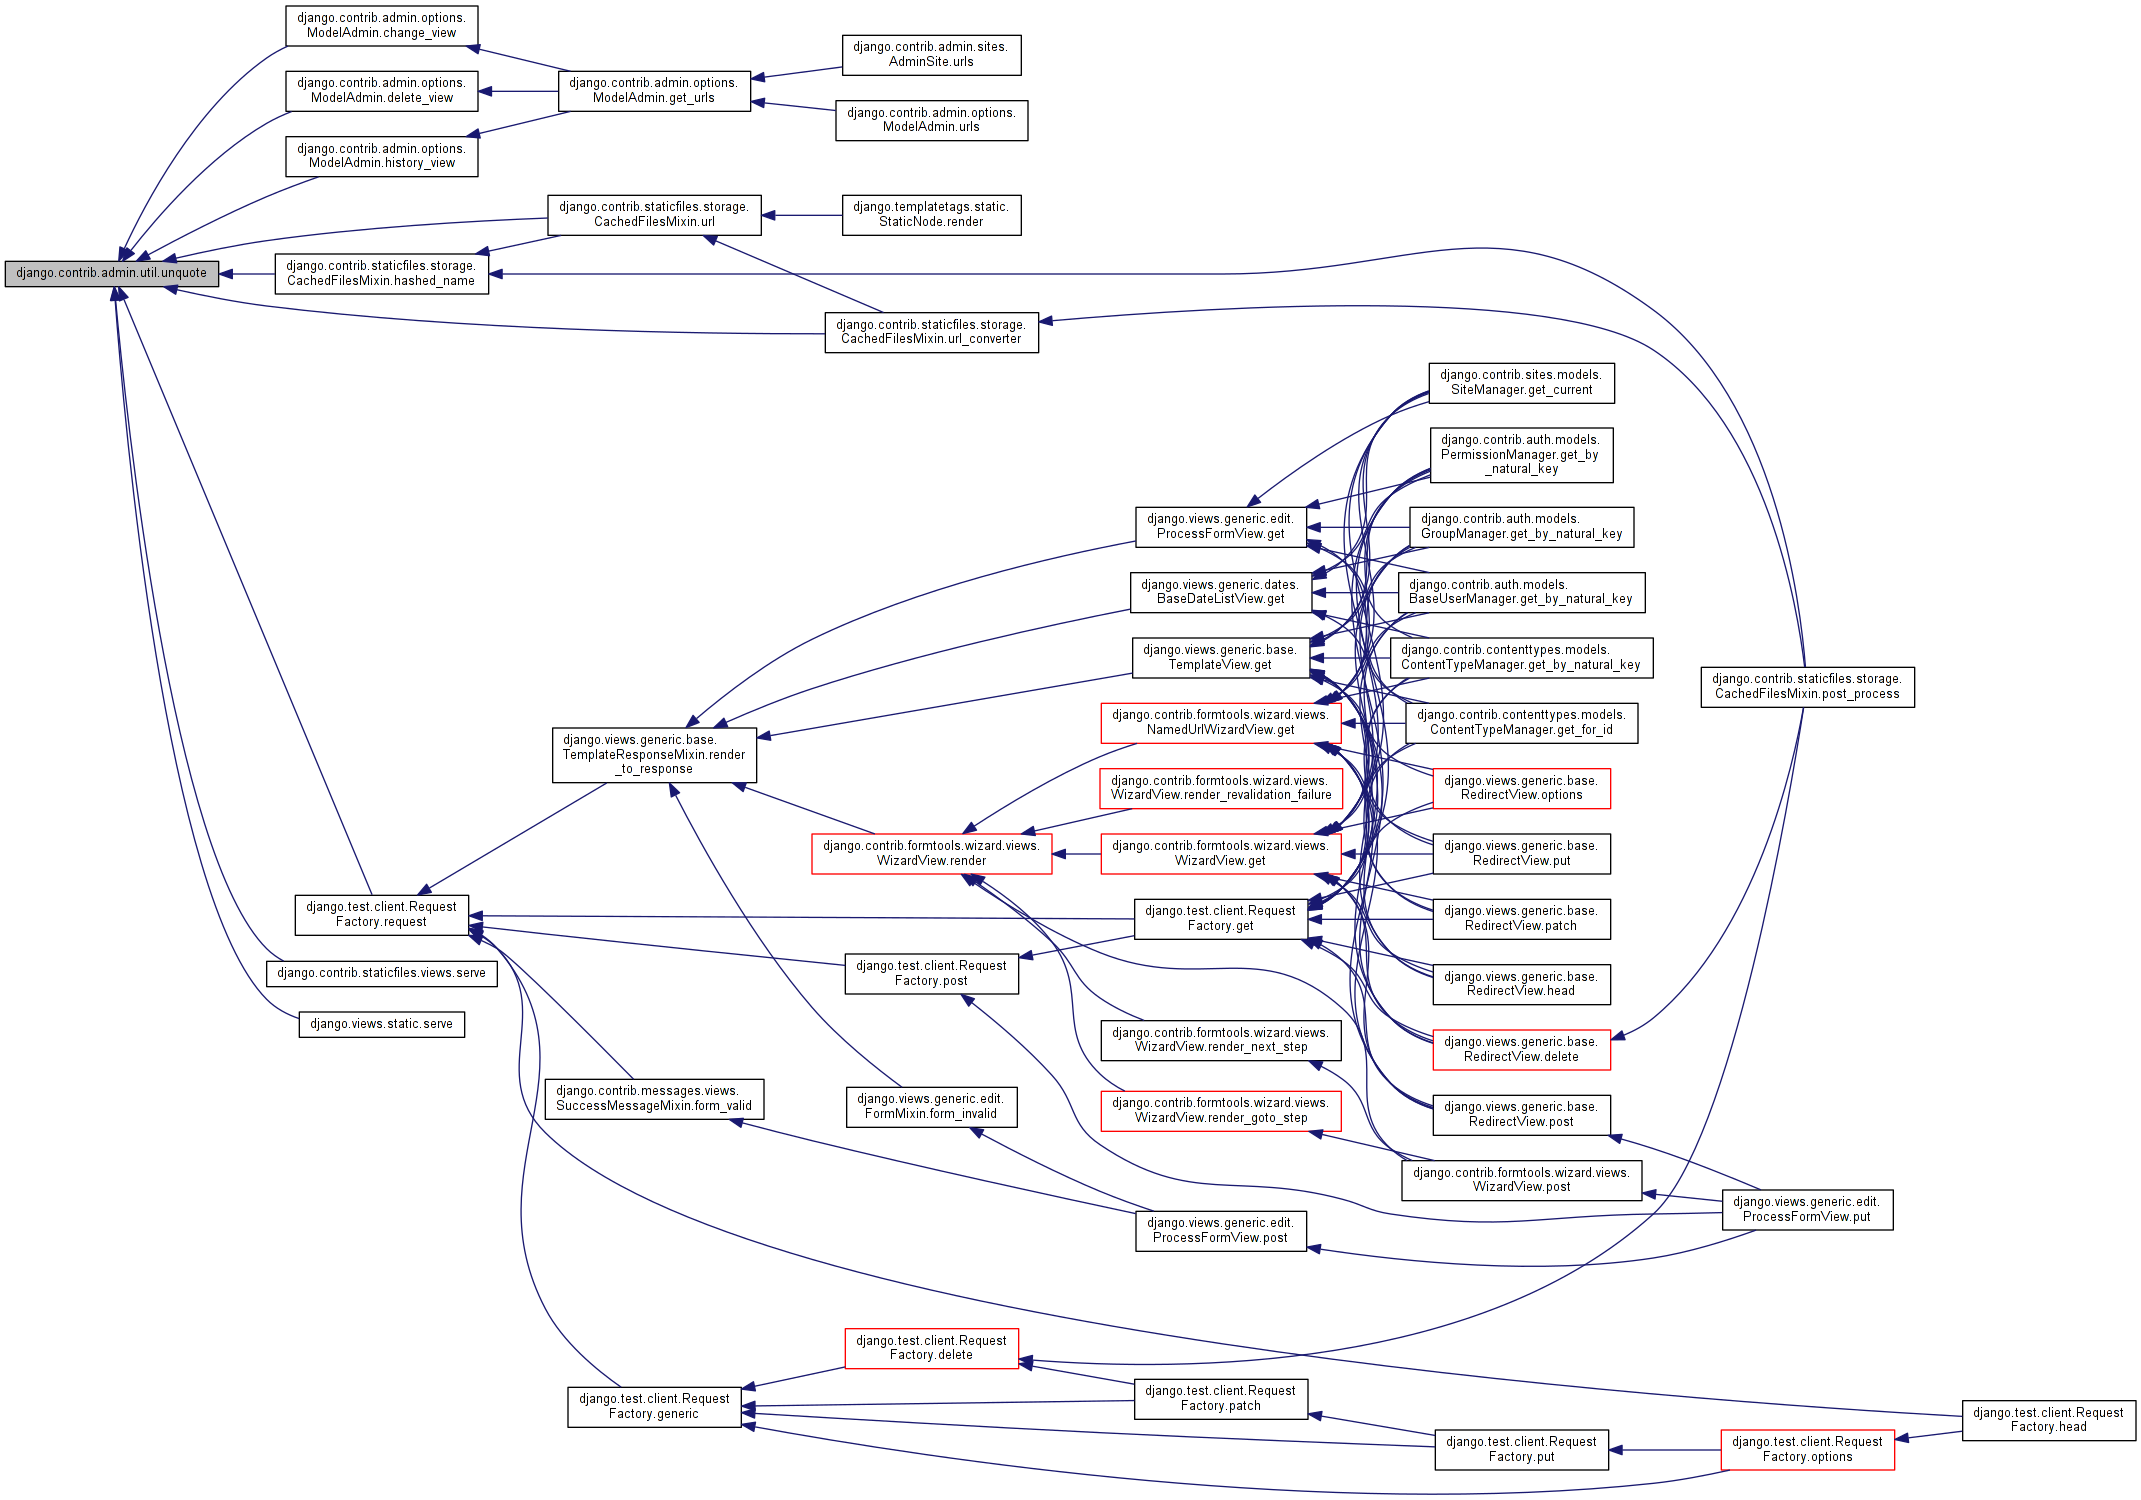 django.contrib.admin.options.
ModelAdmin.change_view
django.contrib.admin.options.
ModelAdmin.delete_view
django.contrib.admin.options.
ModelAdmin.history_view
django.contrib.admin.options.
ModelAdmin.get_urls
django.contrib.admin.sites.
AdminSite.urls
django.contrib.admin.options.
ModelAdmin.urls
django.contrib.admin.util.unquote
django.contrib.staticfiles.storage.
CachedFilesMixin.url
django.templatetags.static.
StaticNode.render
django.contrib.staticfiles.storage.
CachedFilesMixin.hashed_name
django.contrib.staticfiles.storage.
CachedFilesMixin.url_converter
django.contrib.sites.models.
SiteManager.get_current
django.contrib.auth.models.
PermissionManager.get_by
_natural_key
django.views.generic.edit.
ProcessFormView.get
django.contrib.auth.models.
GroupManager.get_by_natural_key
django.views.generic.dates.
BaseDateListView.get
django.contrib.auth.models.
BaseUserManager.get_by_natural_key
django.views.generic.base.
TemplateView.get
django.contrib.contenttypes.models.
ContentTypeManager.get_by_natural_key
django.contrib.staticfiles.storage.
CachedFilesMixin.post_process
django.contrib.formtools.wizard.views.
NamedUrlWizardView.get
django.contrib.contenttypes.models.
ContentTypeManager.get_for_id
django.views.generic.base.
TemplateResponseMixin.render
_to_response
django.contrib.formtools.wizard.views.
WizardView.render_revalidation_failure
django.views.generic.base.
RedirectView.options
django.contrib.formtools.wizard.views.
WizardView.render
django.contrib.formtools.wizard.views.
WizardView.get
django.views.generic.base.
RedirectView.put
django.test.client.Request
Factory.request
django.test.client.Request
Factory.get
django.views.generic.base.
RedirectView.patch
django.contrib.staticfiles.views.serve
django.test.client.Request
Factory.post
django.views.generic.base.
RedirectView.head
django.views.static.serve
django.contrib.formtools.wizard.views.
WizardView.render_next_step
django.views.generic.base.
RedirectView.delete
django.contrib.messages.views.
SuccessMessageMixin.form_valid
django.views.generic.edit.
FormMixin.form_invalid
django.contrib.formtools.wizard.views.
WizardView.render_goto_step
django.views.generic.base.
RedirectView.post
django.contrib.formtools.wizard.views.
WizardView.post
django.views.generic.edit.
ProcessFormView.post
django.views.generic.edit.
ProcessFormView.put
django.test.client.Request
Factory.delete
django.test.client.Request
Factory.generic
django.test.client.Request
Factory.patch
django.test.client.Request
Factory.put
django.test.client.Request
Factory.options
django.test.client.Request
Factory.head